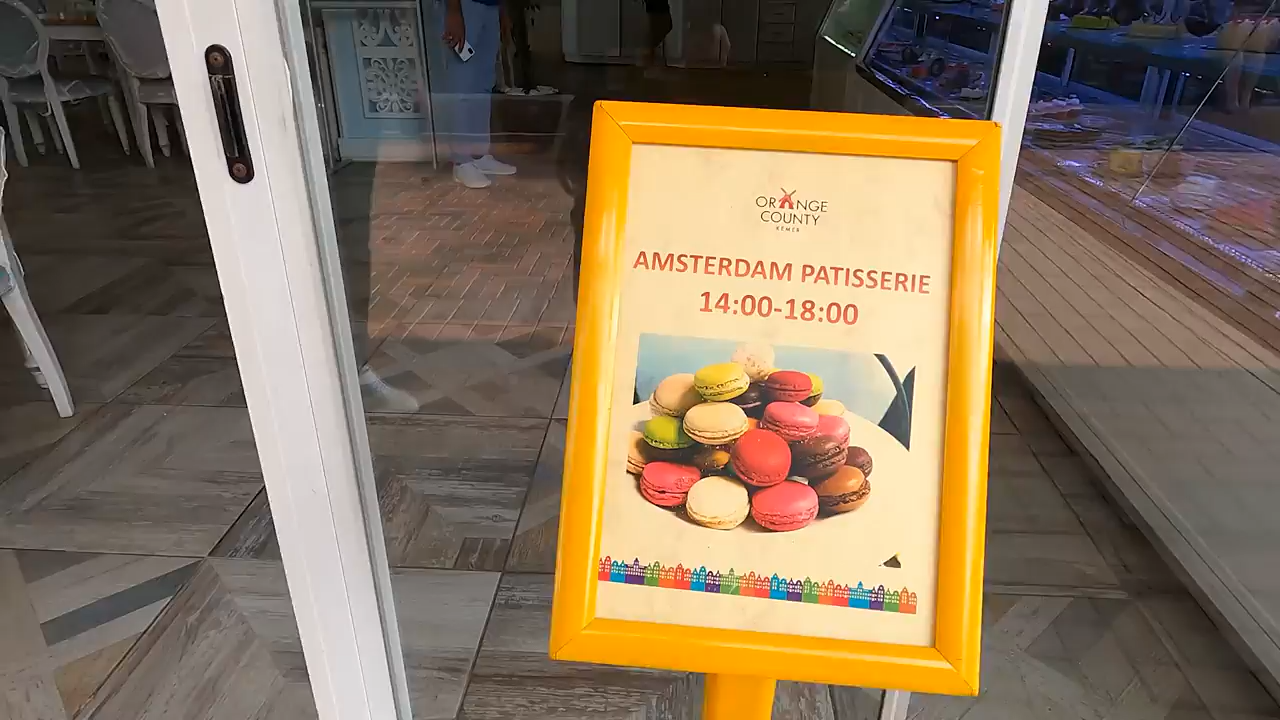 ORANGE
COUNTY
KEMER
AMSTERDAM PATISSERIE
14:00-18:00